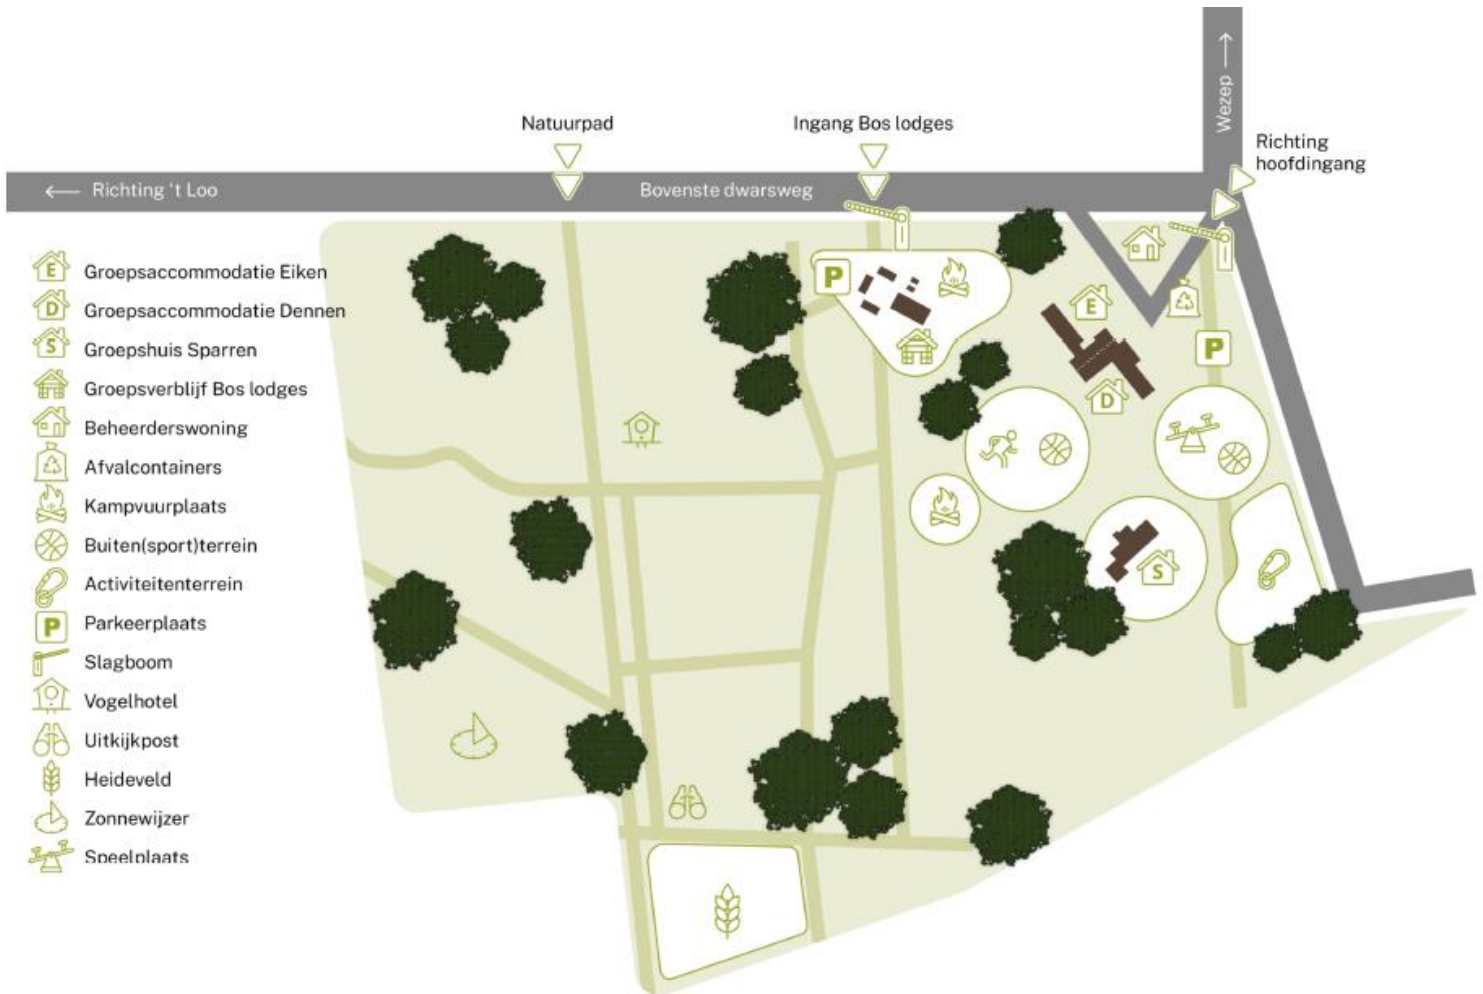 Wezep
Natuurpad
Ingang Bos lodges
Richting
hoofdingang
Richting ‘t Loo
Bovenste dwarsweg
E Groepsaccommodatie Eiken
D Groepsaccommodatie Dennen
S Groepshuis Sparren
Groepsverblijf Bos lodges
Beheerderswoning
Afvalcontainers
Kampvuurplaats
Buiten(sport)terrein
Activiteitenterrein
P Parkeerplaats
Slagboom
Vogelhotel
Uitkijkpost
Heideveld
Zonnewijzer
Speelplaats
P
E
P
D
S